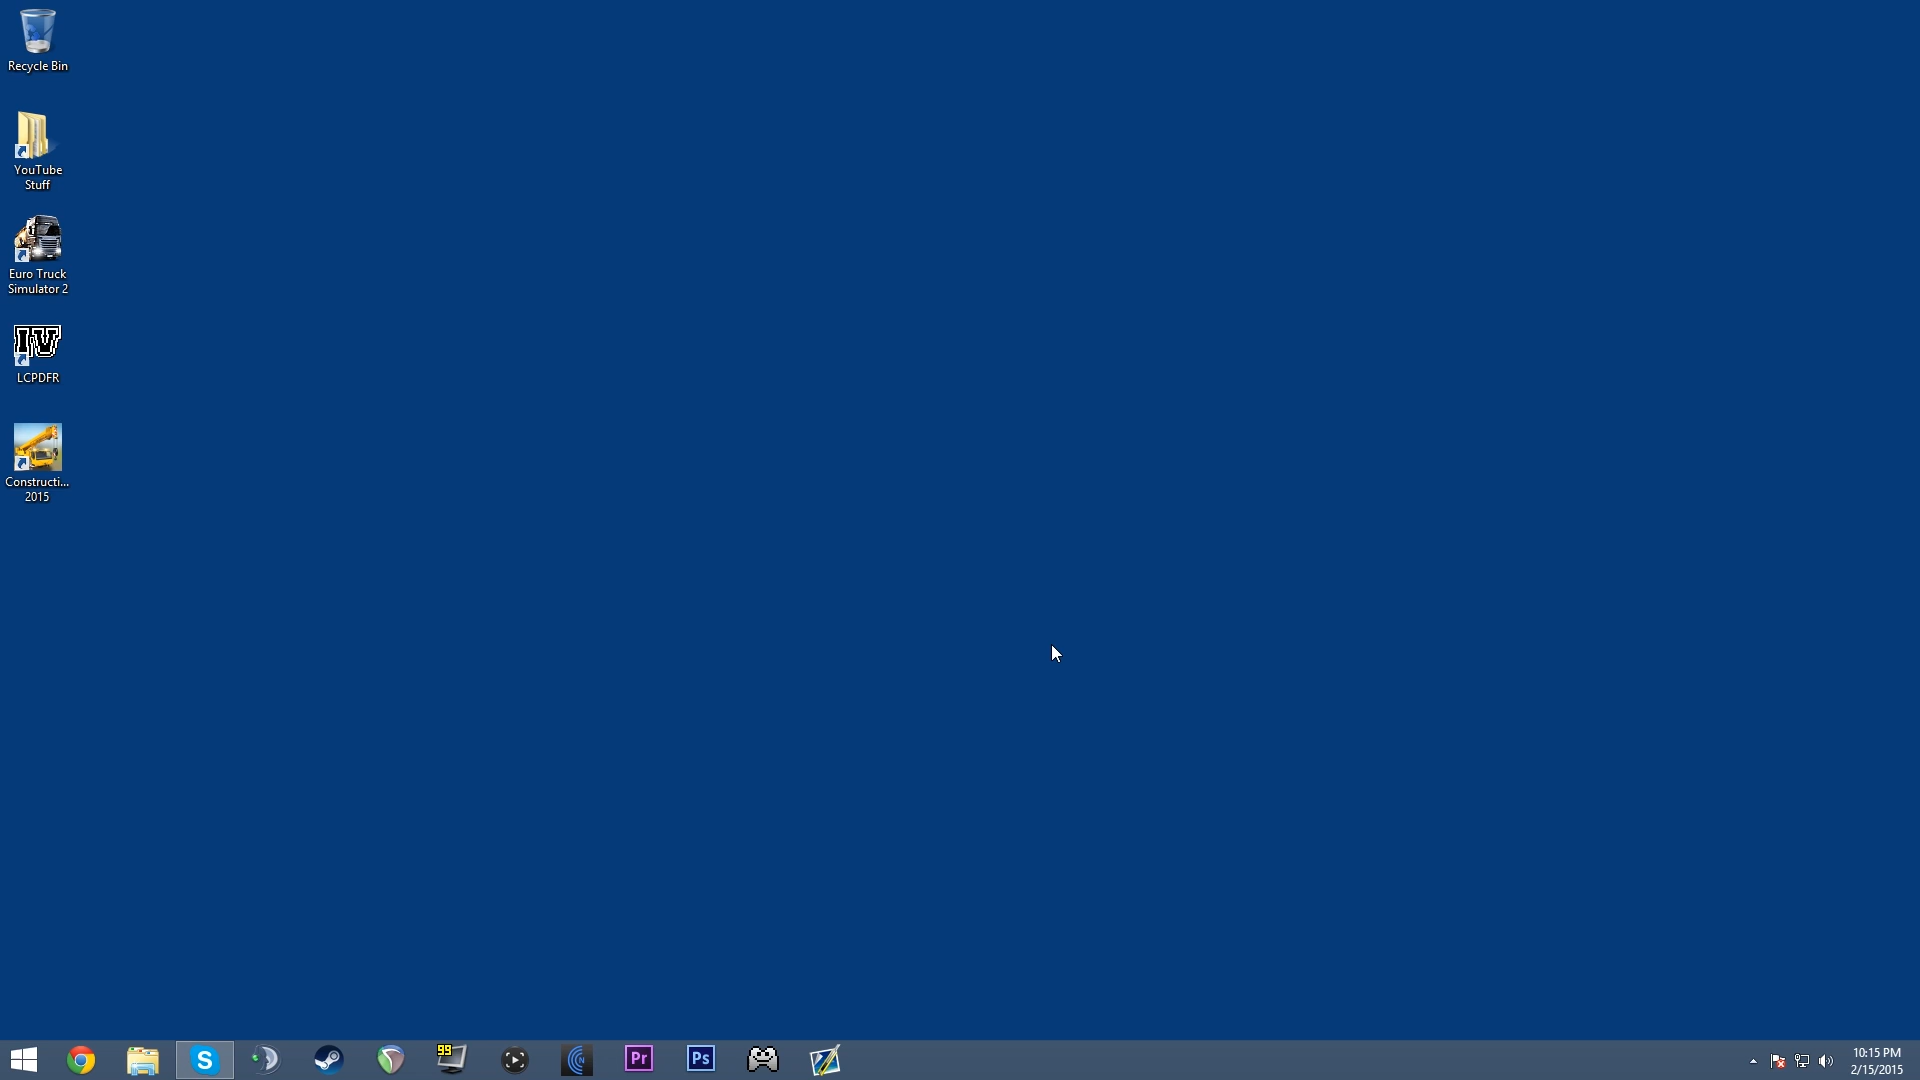 Recycle Bin
YouTube
Stuff
Euro Truck
Simulator 2
IV
LCPDFR
Constructi...
2015
S
99
N
Pr
Ps
10:15 PM
2/15/2015